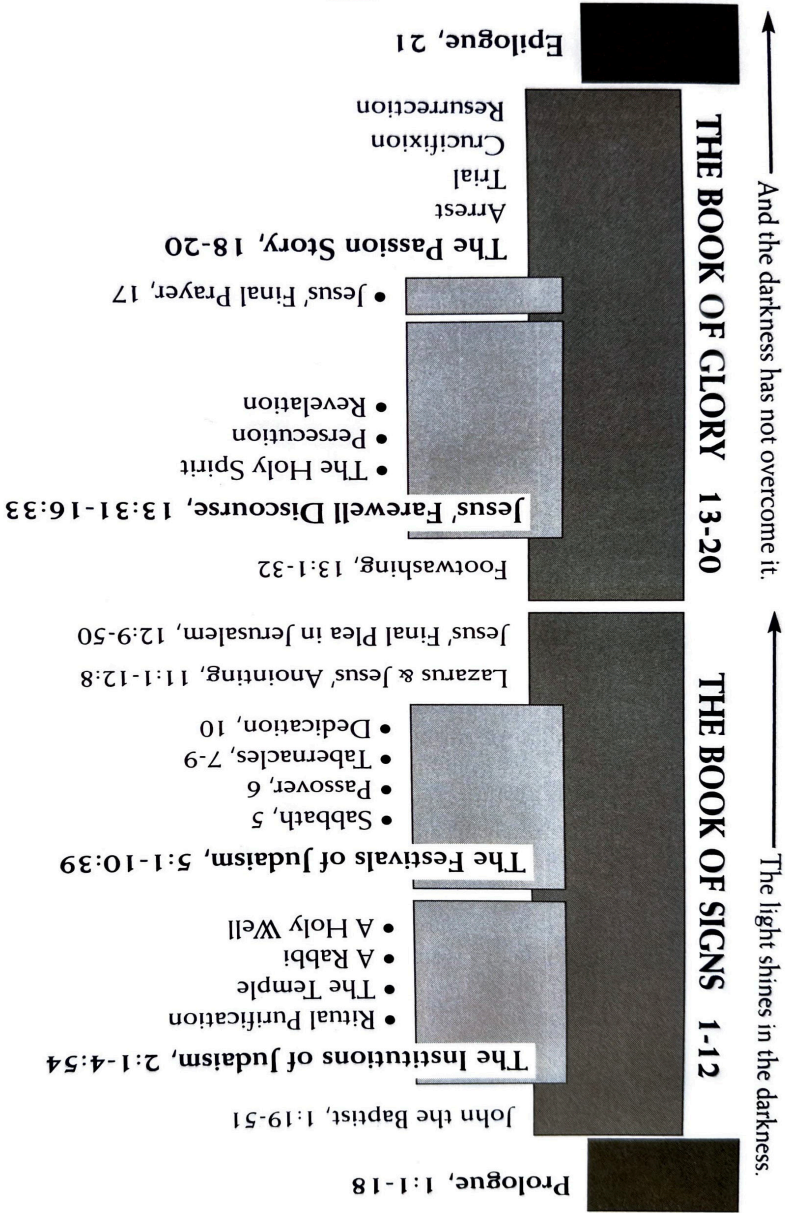 Prologue, 1:1-18
The light shines in the darkness.
THE BOOK OF SIGNS 1-12
John the Baptist, 1:19-51
The Institutions of Judaism, 2:1-4:54
• Ritual Purification
• The Temple
• A Rabbi
• A Holy Well
The Festivals of Judaism, 5:1-10:39
• Sabbath, 5
• Passover, 6
• Tabernacles, 7-9
• Dedication, 10
Lazarus & Jesus' Anointing, 11:1-12:8
Jesus' Final Plea in Jerusalem, 12:9-50
And the darkness has not overcome it.
THE BOOK OF GLORY 13-20
Footwashing, 13:1-32
Jesus' Farewell Discourse, 13:31-16:33
• The Holy Spirit
• Persecution
• Revelation
• Jesus' Final Prayer, 17
The Passion Story, 18-20
Arrest
Trial
Crucifixion
Resurrection
Epilogue, 21